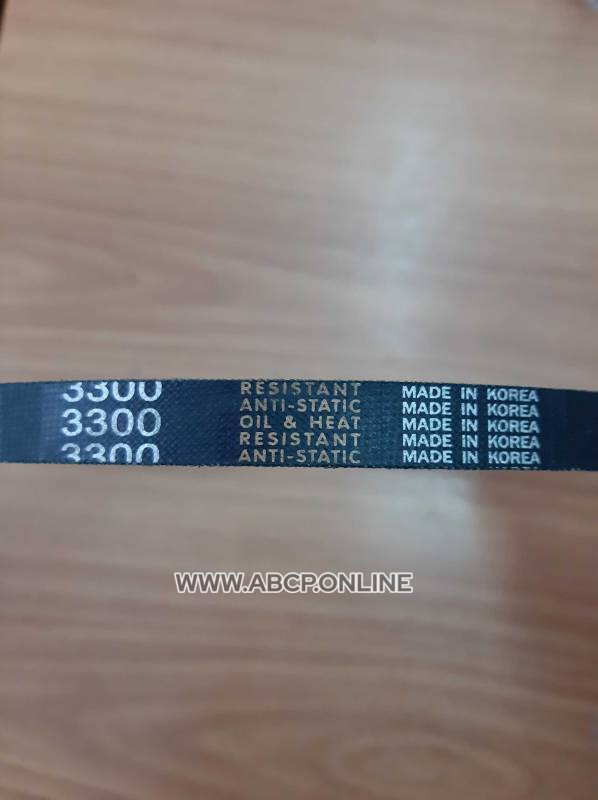 3300 RESISTANT MADE IN KOREA
ANTI-STATIC MADE IN KOREA
3300 OIL & HEAT MADE IN KOREA
RESISTANT MADE IN KOREA
3300 ANTI-STATIC MADE IN KOREA
WWW.ABCP.ONLINE